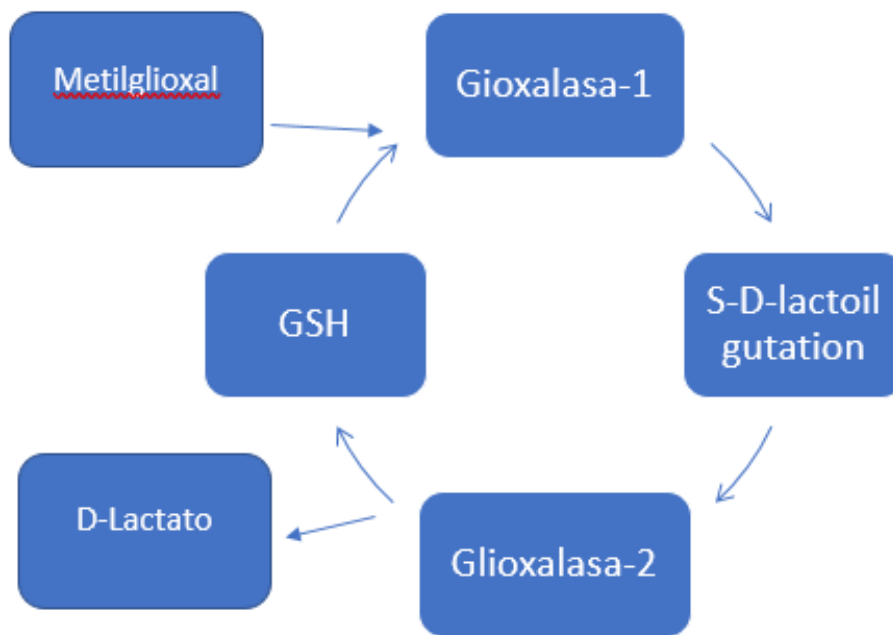 Metilglioxal
Gioxalasa-1
GSH
S-D-lactoil
gutation
D-Lactato
Glioxalasa-2